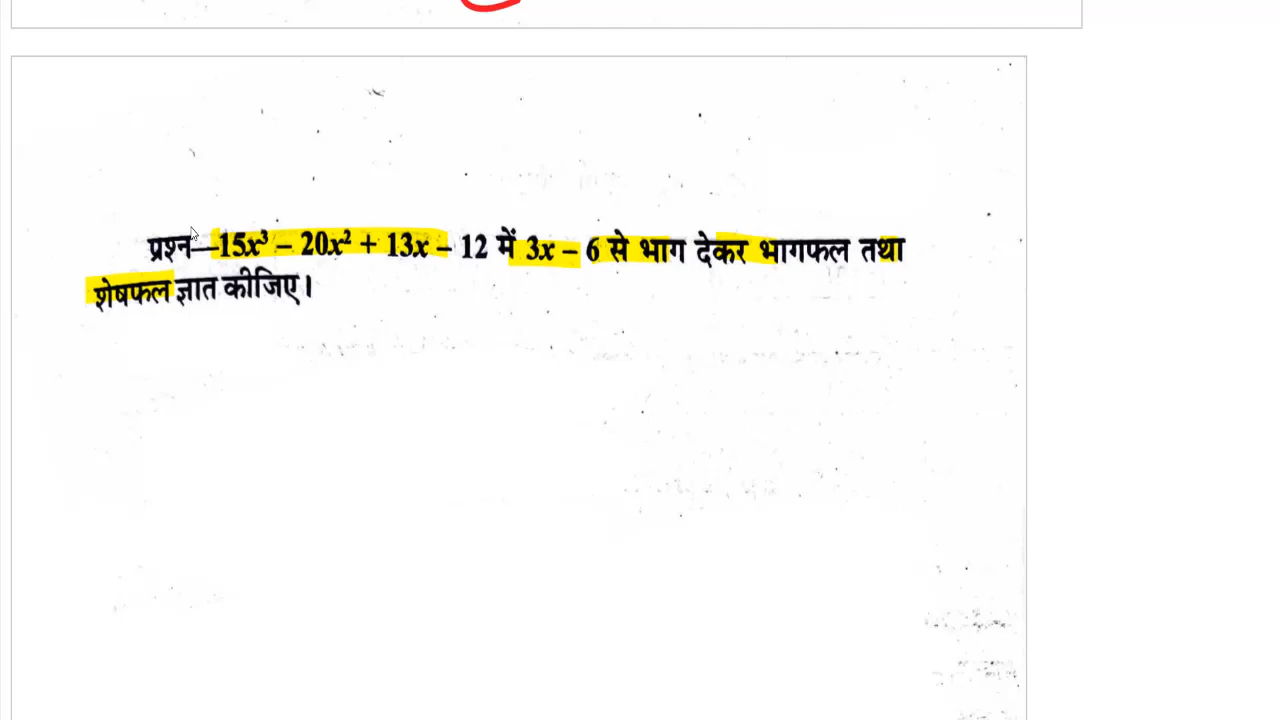 प्रश्न—15x³ – 20x² + 13x – 12 में 3x – 6 से भाग देकर भागफल तथा
शेषफल ज्ञात कीजिए।